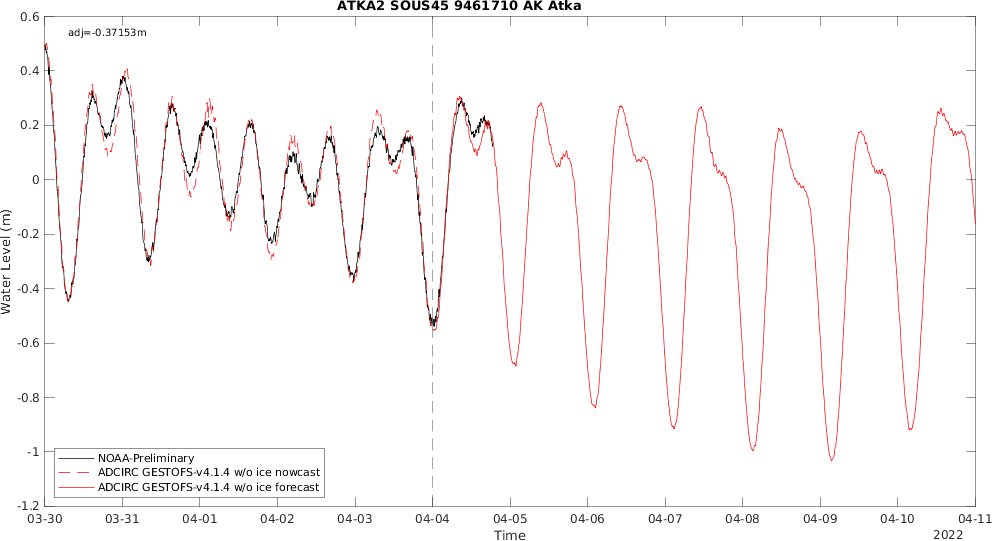 ATKA2 SOUS45 9461710 AK Atka
adj=-0.37153m
0.6
0.4
0.2
0
-0.2
-0.4
-0.6
-0.8
-1
-1.2
Water Level (m)
NOAA-Preliminary
ADCIRC GESTOFS-v4.1.4 w/o ice nowcast
ADCIRC GESTOFS-v4.1.4 w/o ice forecast
03-30 03-31 04-01 04-02 04-03 04-04 04-05 04-06 04-07 04-08 04-09 04-10 04-11
Time
2022